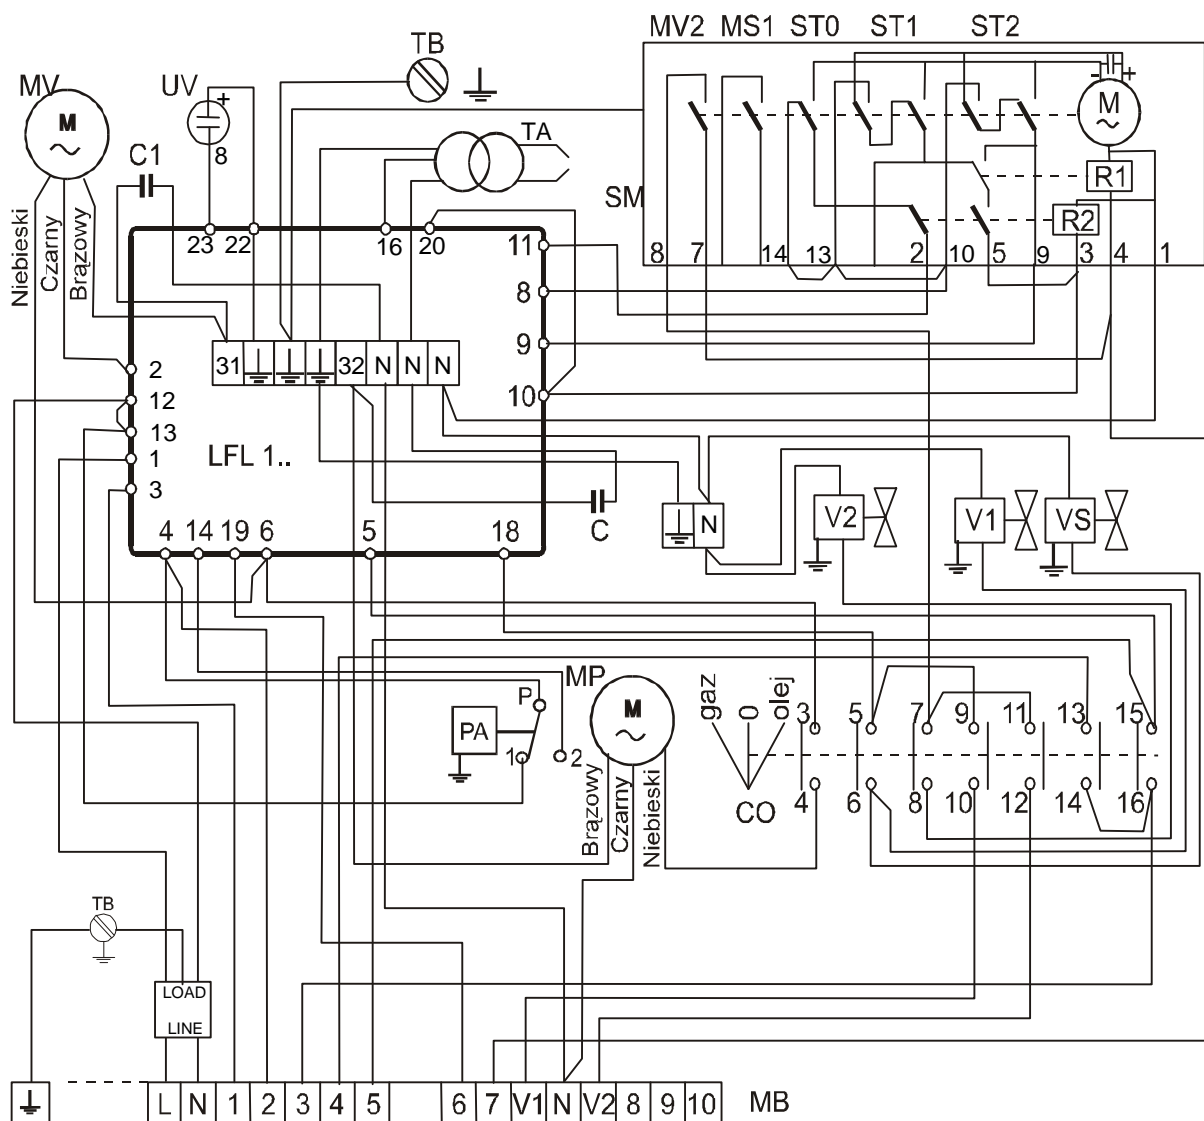 MV2 MS1 ST0 ST1 ST2
TB
MV UV
M
+
8
C1
TA
- +
M
R1
SM
R2
8 7 14 13 2 10 5 9 3 4 1
Niebieski
Czarny
Brązowy
23 22 16 20
11
8
9
10
31 32 N N N
2
12
13
1
3
LFL 1..
C
4 14 19 6 5 18
N
V2 V1 VS
MP
M
P
PA
1 2
Brązowy
Czarny
Niebieski
gaz
0
olej
CO
3 5 7 9 11 13 15
4 6 8 10 12 14 16
TB
LOAD
LINE
L N 1 2 3 4 5 6 7 V1 N V2 8 9 10 MB